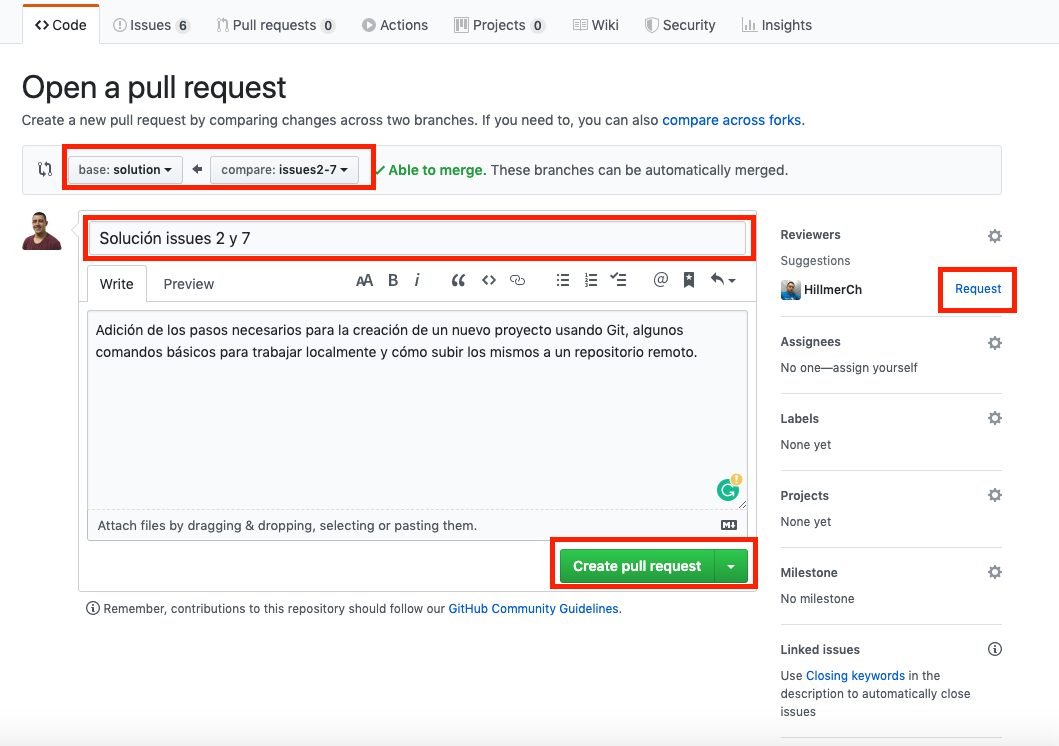 Code Issues 6 Pull requests 0 Actions Projects 0 Wiki Security Insights
Open a pull request
Create a new pull request by comparing changes across two branches. If you need to, you can also compare across forks.
base: solution compare: issues2-7 Able to merge. These branches can be automatically merged.
Solución issues 2 y 7
Write Preview AA B i @
Adición de los pasos necesarios para la creación de un nuevo proyecto usando Git, algunos
comandos básicos para trabajar localmente y cómo subir los mismos a un repositorio remoto.
Attach files by dragging & dropping, selecting or pasting them.
Create pull request
Remember, contributions to this repository should follow our GitHub Community Guidelines.
Reviewers
Suggestions
HillmerCh Request
Assignees
No one—assign yourself
Labels
None yet
Projects
None yet
Milestone
No milestone
Linked issues
Use Closing keywords in the
description to automatically close
issues